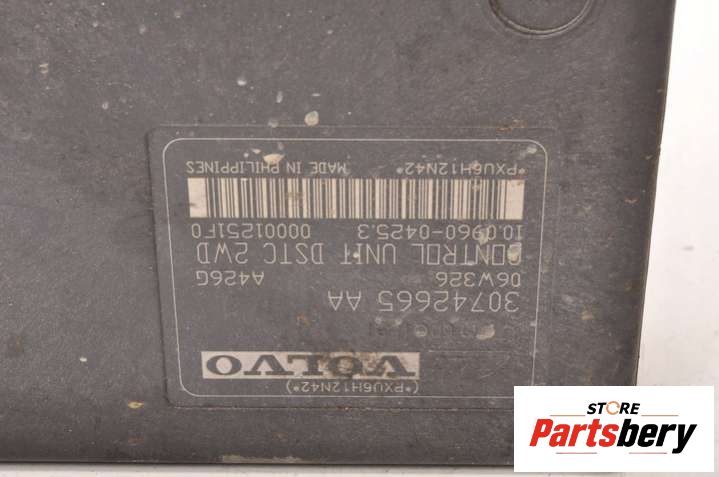 (*PXU6H12N42*)
VOLVO
30742665 AA
06W326 A426G
CONTROL UNIT DSTC 2WD
10.0960-0425.3 00001251F0
*PXU6H12N42* MADE IN PHILIPPINES
STORE
Partsbery